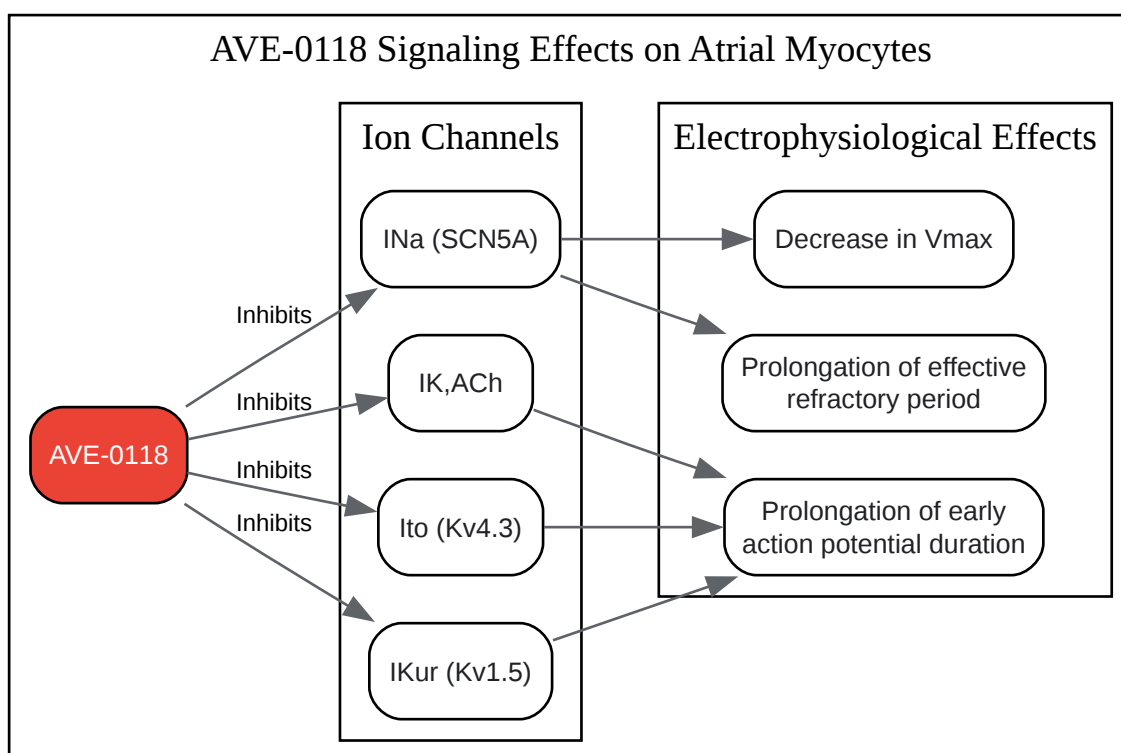 AVE-0118 Signaling Effects on Atrial Myocytes
Ion Channels
Electrophysiological Effects
INa (SCN5A)
Decrease in Vmax
Inhibits
Prolongation of effective
refractory period
IK,ACh
Inhibits
AVE-0118
Inhibits
Ito (Kv4.3)
Prolongation of early
action potential duration
Inhibits
IKur (Kv1.5)